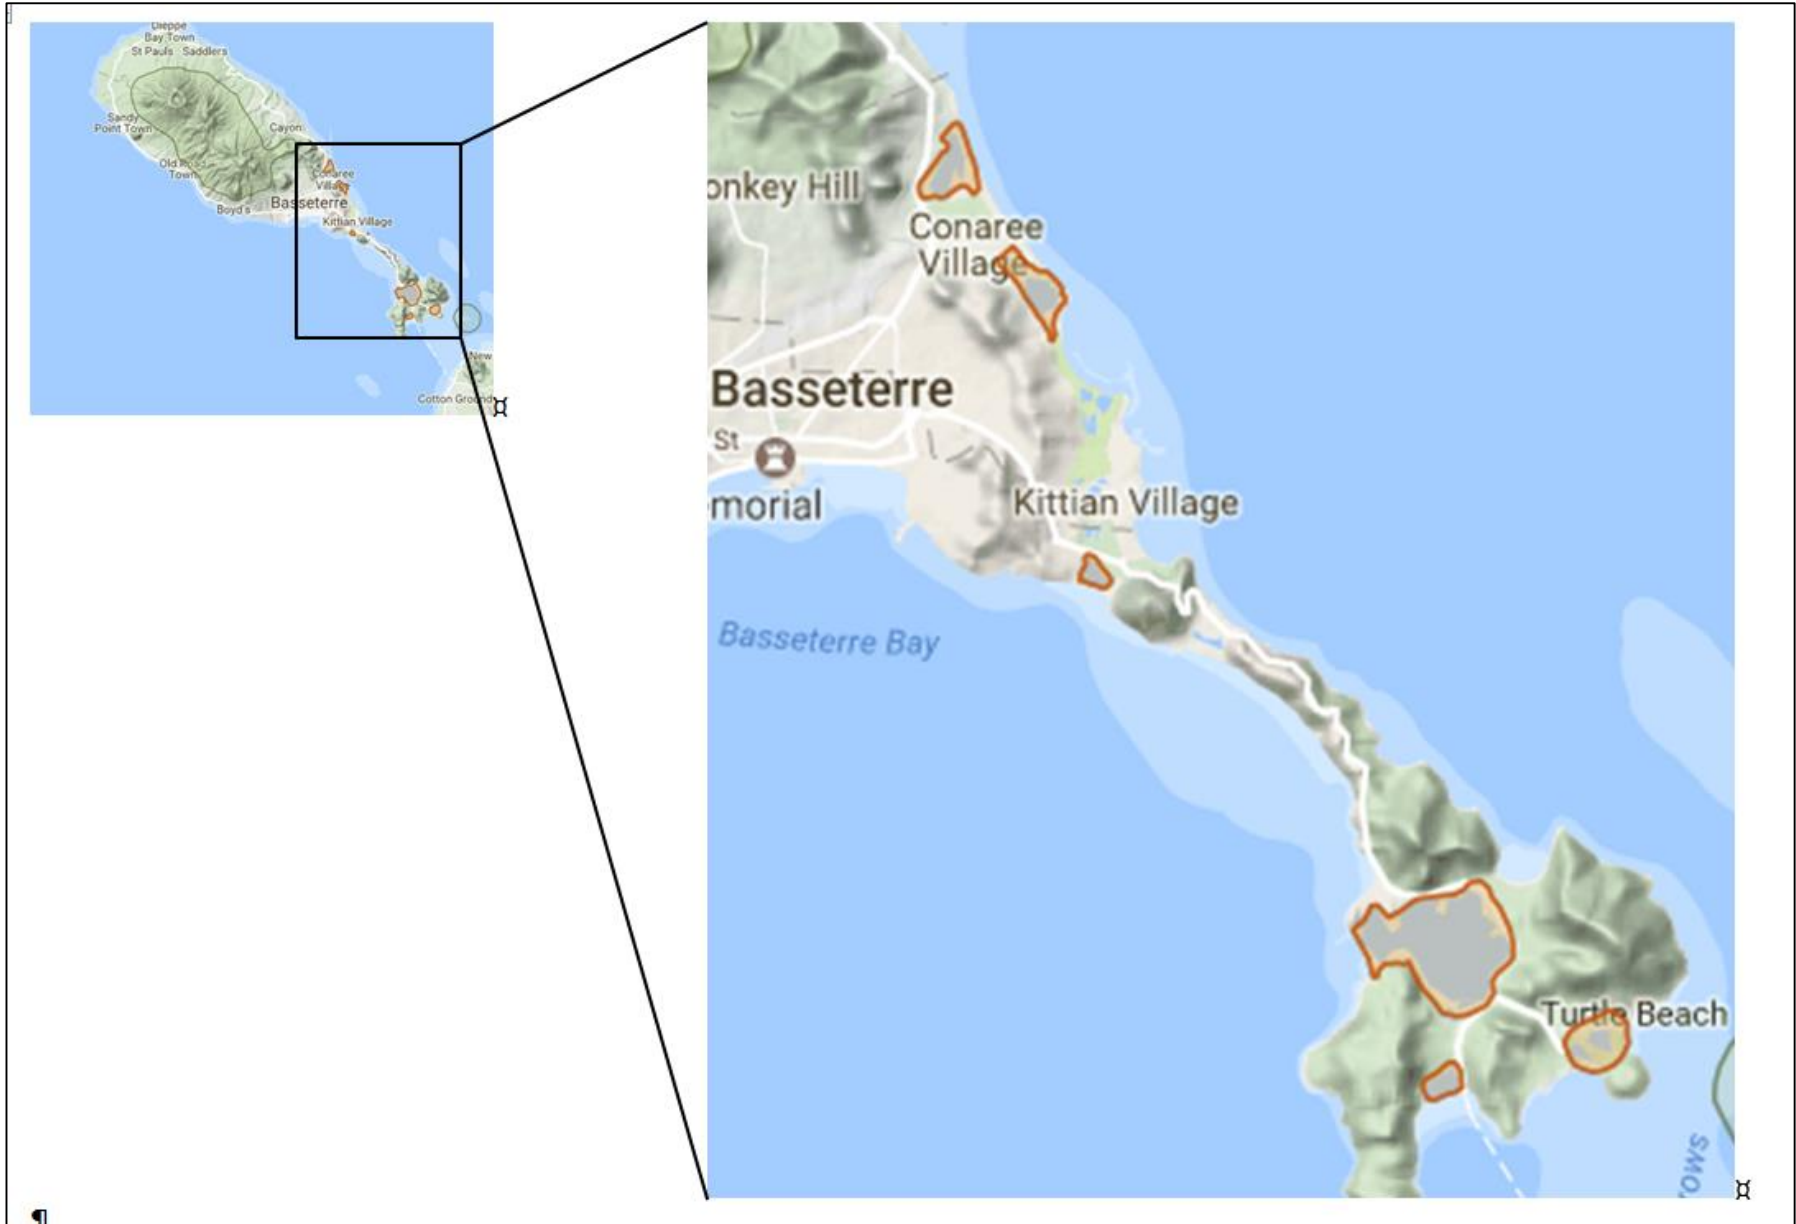 Dieppe
Bay Town
St Pauls Saddlers
Sandy
Point Town
Cayon
Old Road
Town
Conaree
Village
Boyd's
Basseterre
Kittian Village
New
Cotton Ground
¤
onkey Hill
Conaree
Village
Basseterre
St
emorial
Kittian Village
Basseterre Bay
Turtle Beach
rows
¤
¶